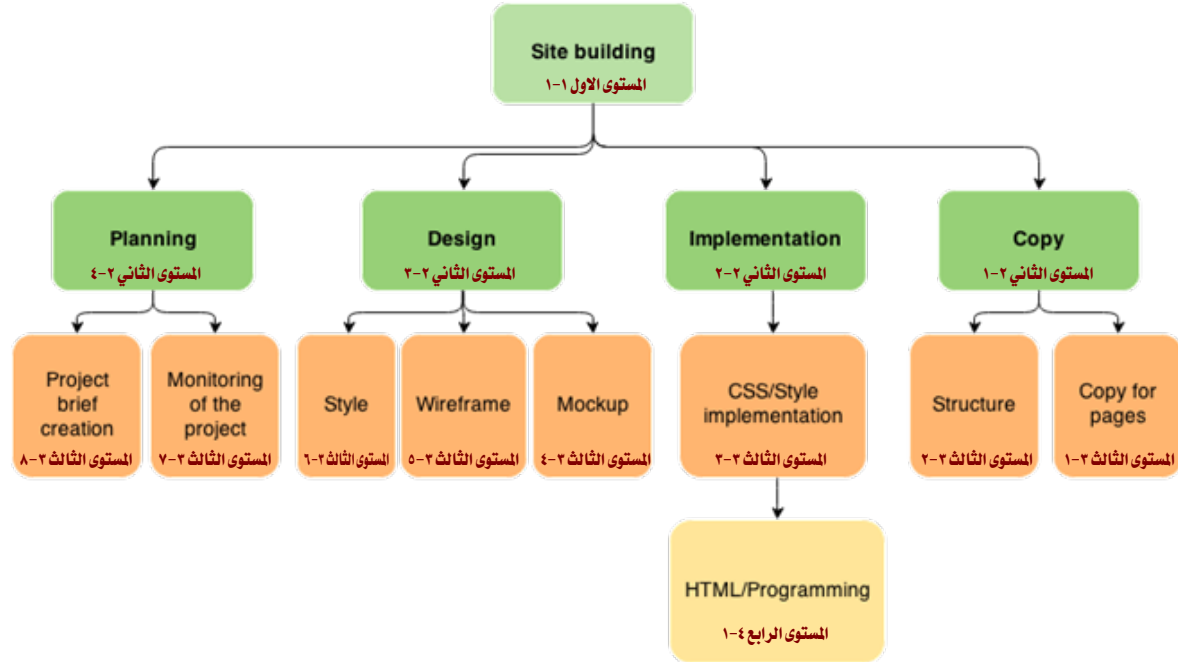 Site building
المستوى الاول ١-١
Planning
المستوى الثاني ٢-٤
Design
المستوى الثاني ٢-٣
Implementation
المستوى الثاني ٢-٢
Copy
المستوى الثاني ٢-١
Project
brief
creation
المستوى الثالث ٣-٨
Monitoring
of the
project
المستوى الثالث ٣-٧
Style
المستوى الثالث ٣-٦
Wireframe
المستوى الثالث ٣-٥
Mockup
المستوى الثالث ٣-٤
CSS/Style
implementation
المستوى الثالث ٣-٣
Structure
المستوى الثالث ٣-٢
Copy for
pages
المستوى الثالث ٣-١
HTML/Programming
المستوى الرابع ٤-١